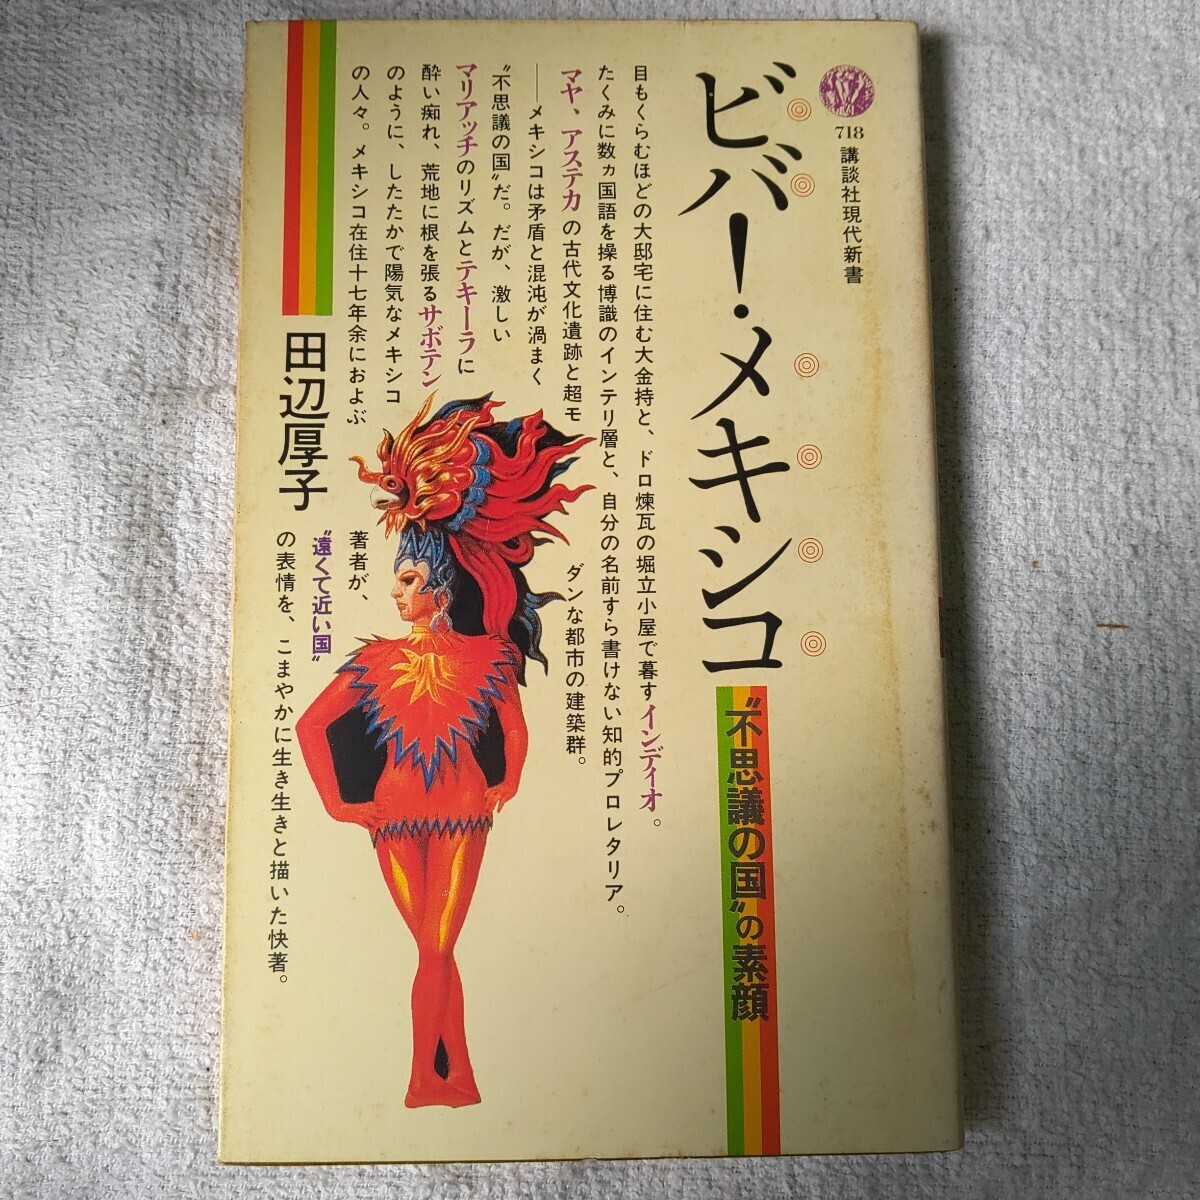 718
講談社現代新書
ビバ！メキシコ
〝不思議の国〟の素顔
目もくらむほどの大邸宅に住む大金持と、ドロ煉瓦の堀立小屋で暮すインディオ。
たくみに数ヵ国語を操る博識のインテリ層と、自分の名前すら書けない知的プロレタリア。
マヤ、アステカの古代文化遺跡と超モ
ダンな都市の建築群。
――メキシコは矛盾と混沌が渦まく
〝不思議の国〟だ。だが、激しい
マリアッチのリズムとテキーラに
酔い痴れ、荒地に根を張るサボテン
のように、したたかで陽気なメキシコ
の人々。メキシコ在住十七年余におよぶ
著者が、
〝遠くて近い国〟
の表情を、こまやかに生き生きと描いた快著。
田辺厚子